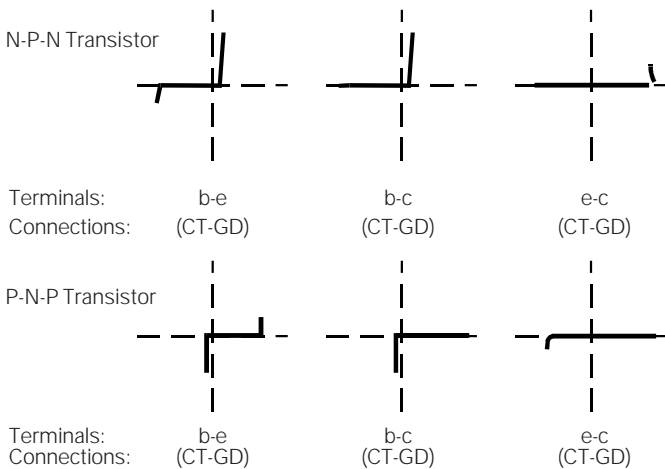 N-P-N Transistor
Terminals: b-e b-c e-c
Connections: (CT-GD) (CT-GD) (CT-GD)
P-N-P Transistor
Terminals: b-e b-c e-c
Connections: (CT-GD) (CT-GD) (CT-GD)